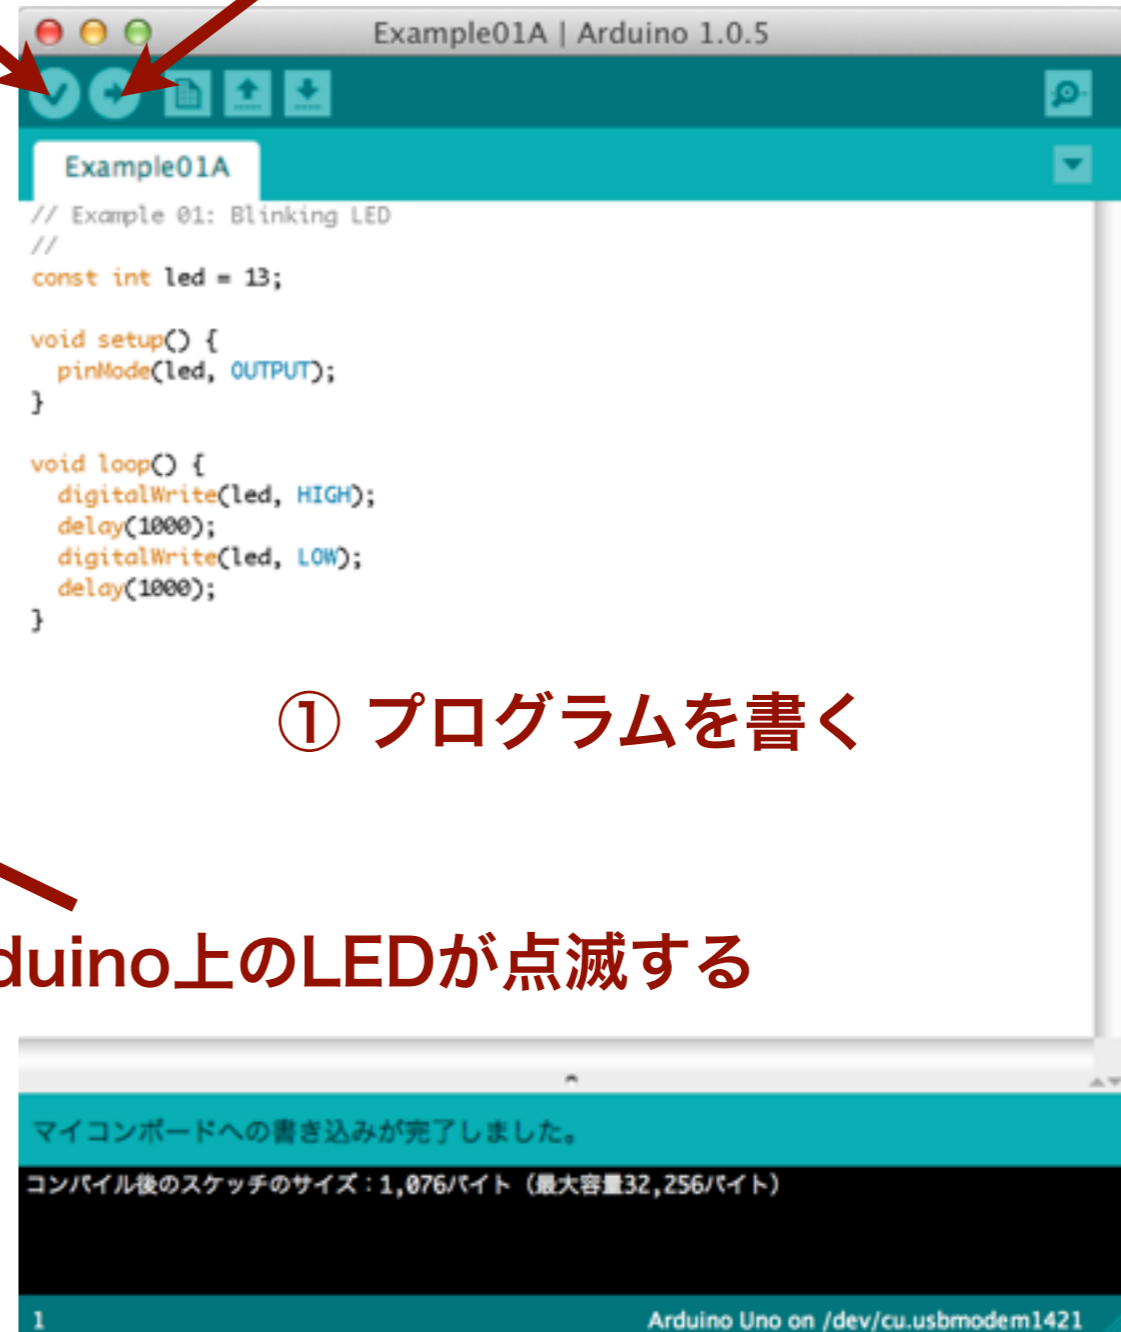 Example01A | Arduino 1.0.5
Example01A
// Example 01: Blinking LED
//
const int led = 13;
void setup() {
pinMode(led, OUTPUT);
}
void loop() {
digitalWrite(led, HIGH);
delay(1000);
digitalWrite(led, LOW);
delay(1000);
}
① プログラムを書く
duino上のLEDが点滅する
マイコンボードへの書き込みが完了しました。
コンパイル後のスケッチのサイズ：1,076バイト（最大容量32,256バイト）
1
Arduino Uno on /dev/cu.usbmodem1421